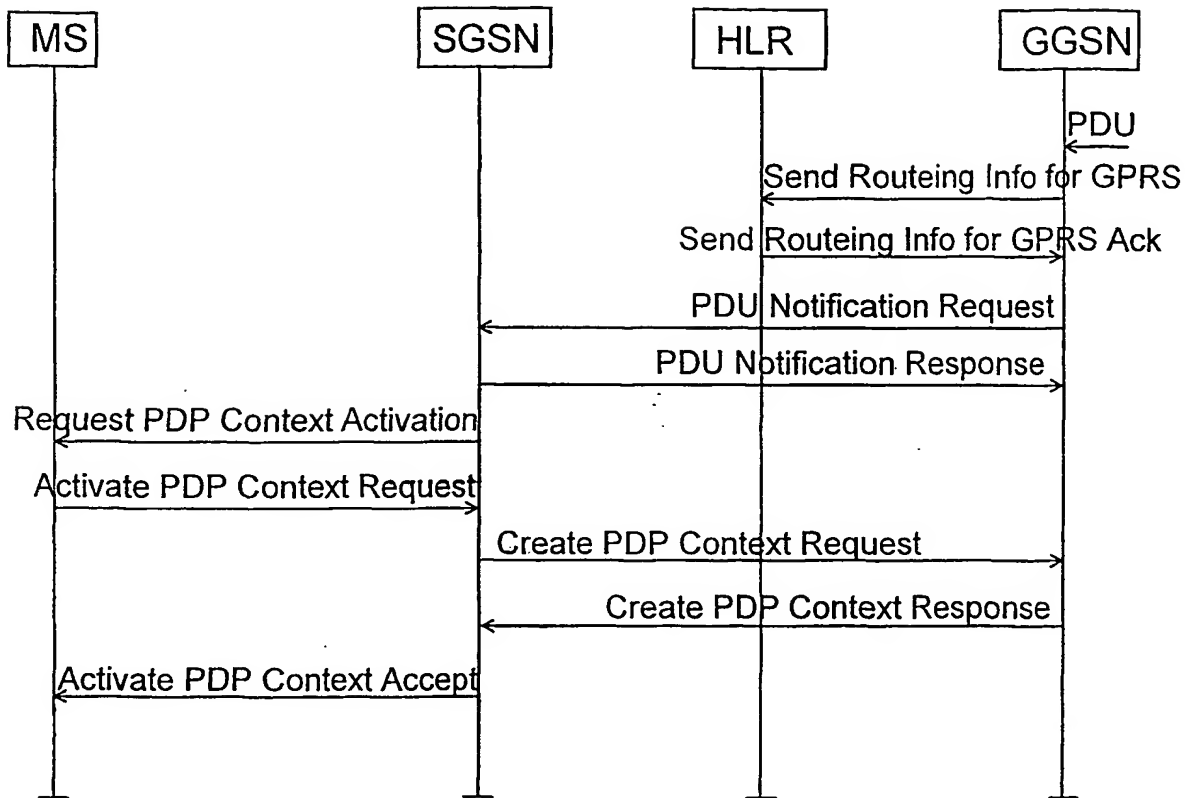 MS
SGSN
HLR
GGSN
PDU
Send Routeing Info for GPRS
Send Routeing Info for GPRS Ack
PDU Notification Request
PDU Notification Response
Request PDP Context Activation
Activate PDP Context Request
Create PDP Context Request
Create PDP Context Response
Activate PDP Context Accept